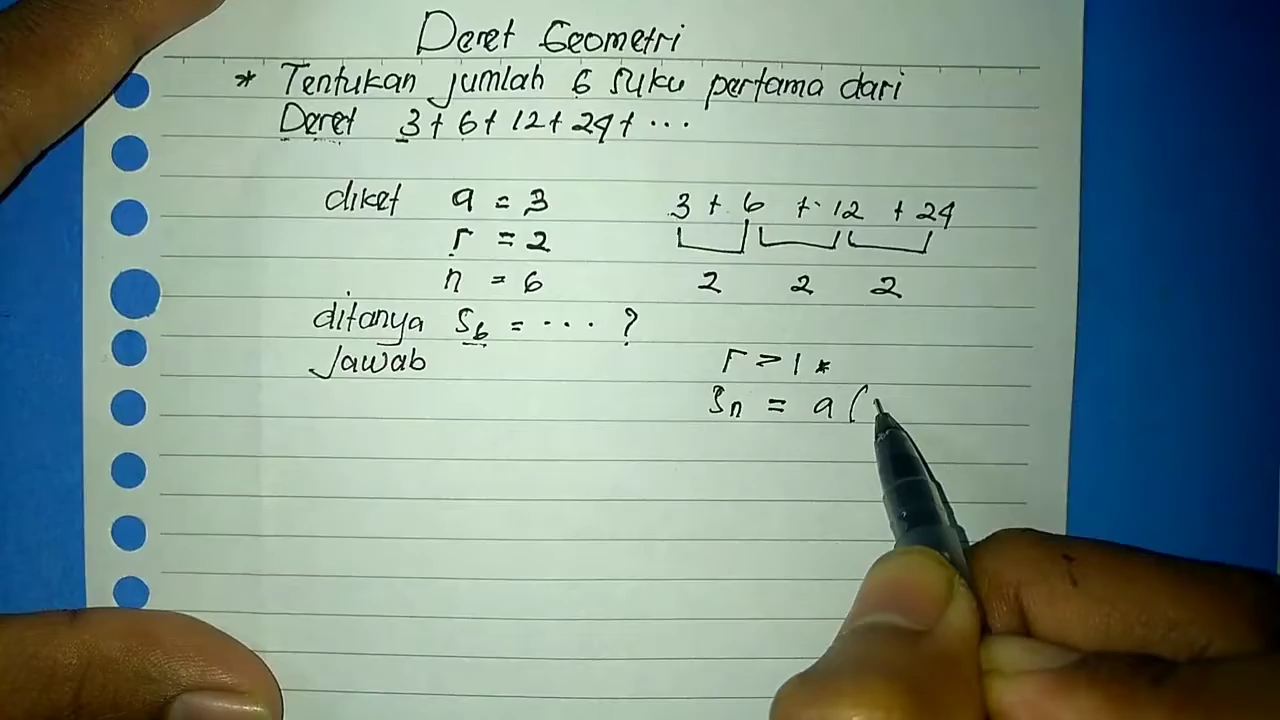 Deret Geometri
* Tentukan jumlah 6 suku pertama dari
Deret 3 + 6 + 12 + 24 + ...
diket a = 3
r = 2
n = 6
3 + 6 + 12 + 24
2 2 2
ditanya S6 = .... ?
Jawab
r > 1 *
Sn = a (